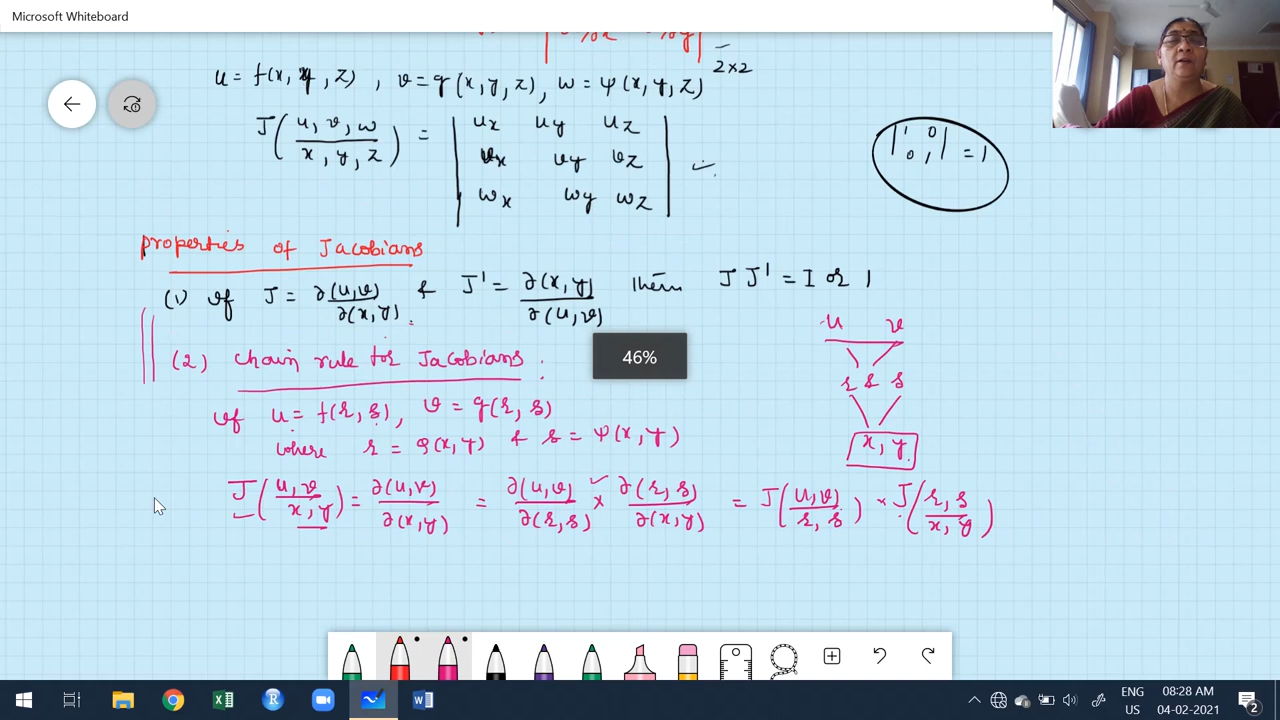 Microsoft Whiteboard
2×2
u = f(x, y, z), v = g(x, y, z), w = ψ(x, y, z)
J(u, v, w / x, y, z) = | ux uy uz |
| vx vy vz |
| wx wy wz |
| 1 0 |
| 0 1 | = 1
properties of Jacobians
(1) If J = ∂(u,v)/∂(x,y) & J' = ∂(x,y)/∂(u,v) then J J' = I or 1
u v
(2) chain rule for Jacobians :
46%
r & s
If u = f(r, s), v = g(r, s)
where r = φ(x, y) & s = ψ(x, y)
x, y
J(u, v / x, y) = ∂(u,v)/∂(x,y) = ∂(u,v)/∂(r,s) × ∂(r,s)/∂(x,y) = J(u, v / r, s) × J(r, s / x, y)
ENG
US
08:28 AM
04-02-2021
2